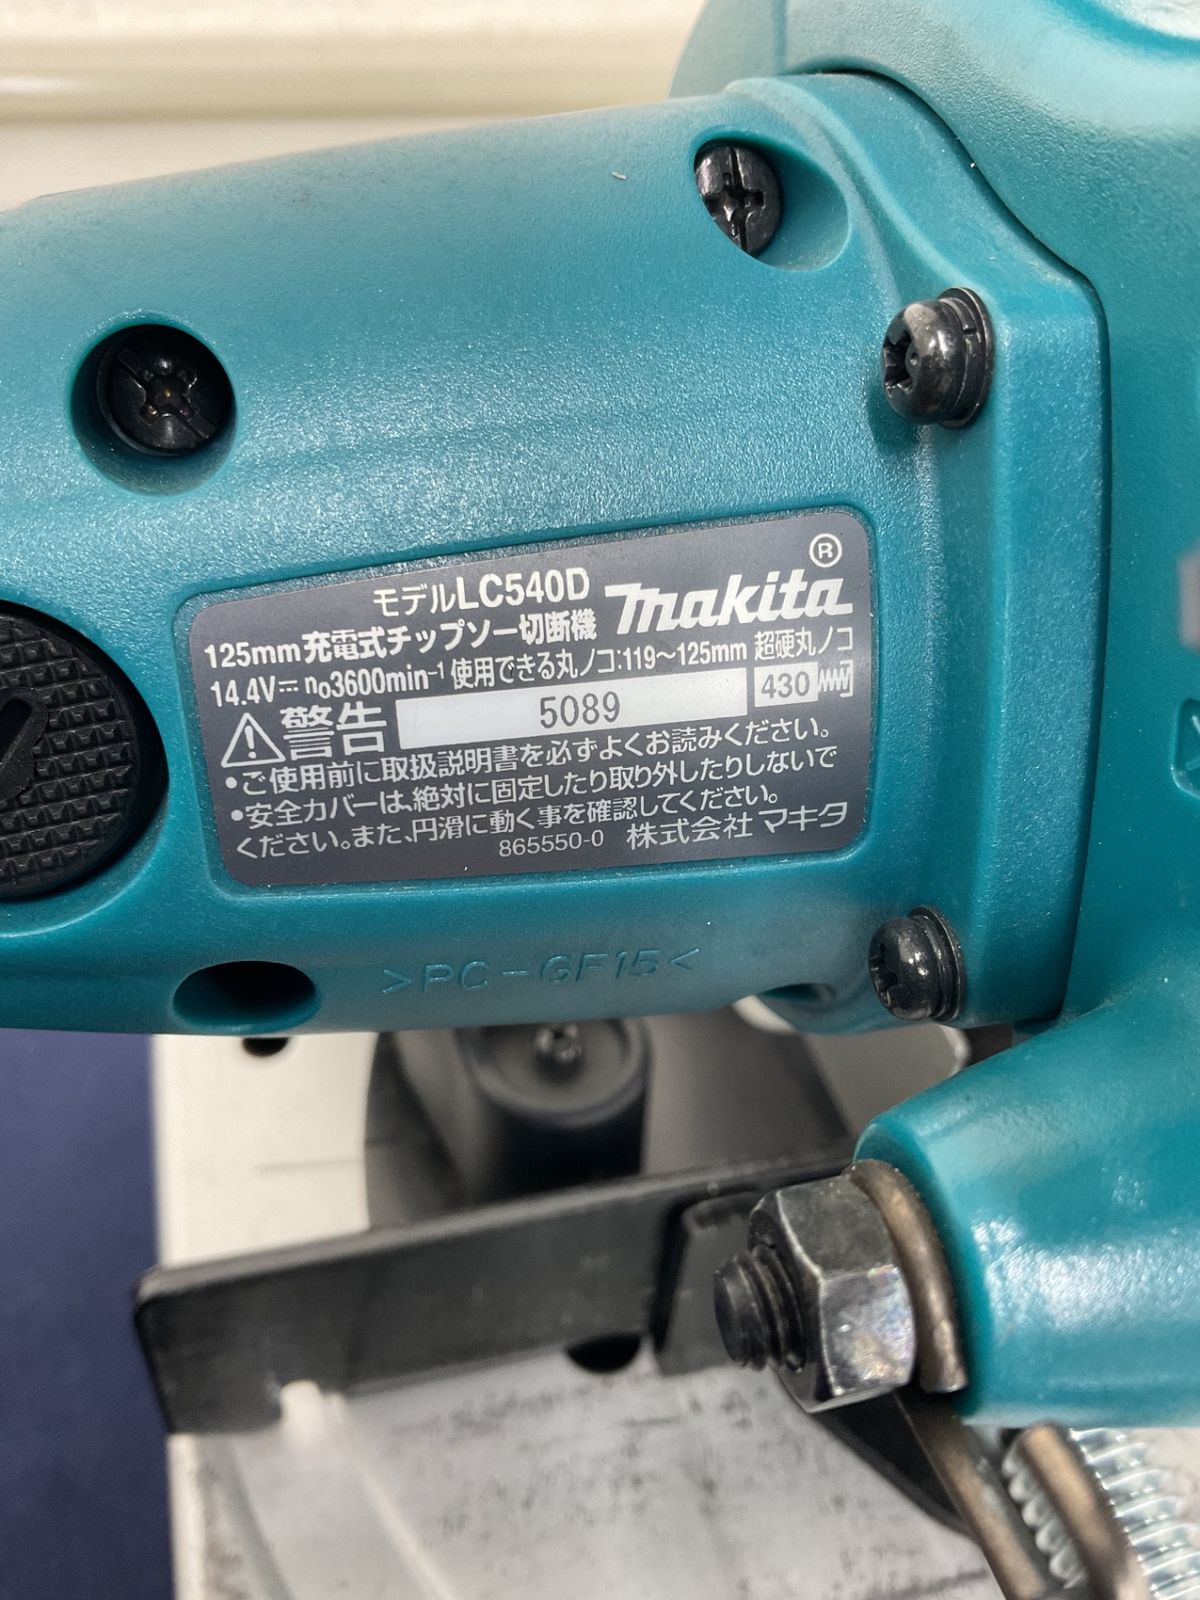 モデルLC540D makita®
125mm充電式チップソー切断機
14.4V⎓ n₀3600min⁻¹ 使用できる丸ノコ:119〜125mm 超硬丸ノコ
⚠警告 5089 430
•ご使用前に取扱説明書を必ずよくお読みください。
•安全カバーは、絶対に固定したり取り外したりしないで
ください。また、円滑に動く事を確認してください。
865550-0 株式会社 マキタ
>PC-GF15<